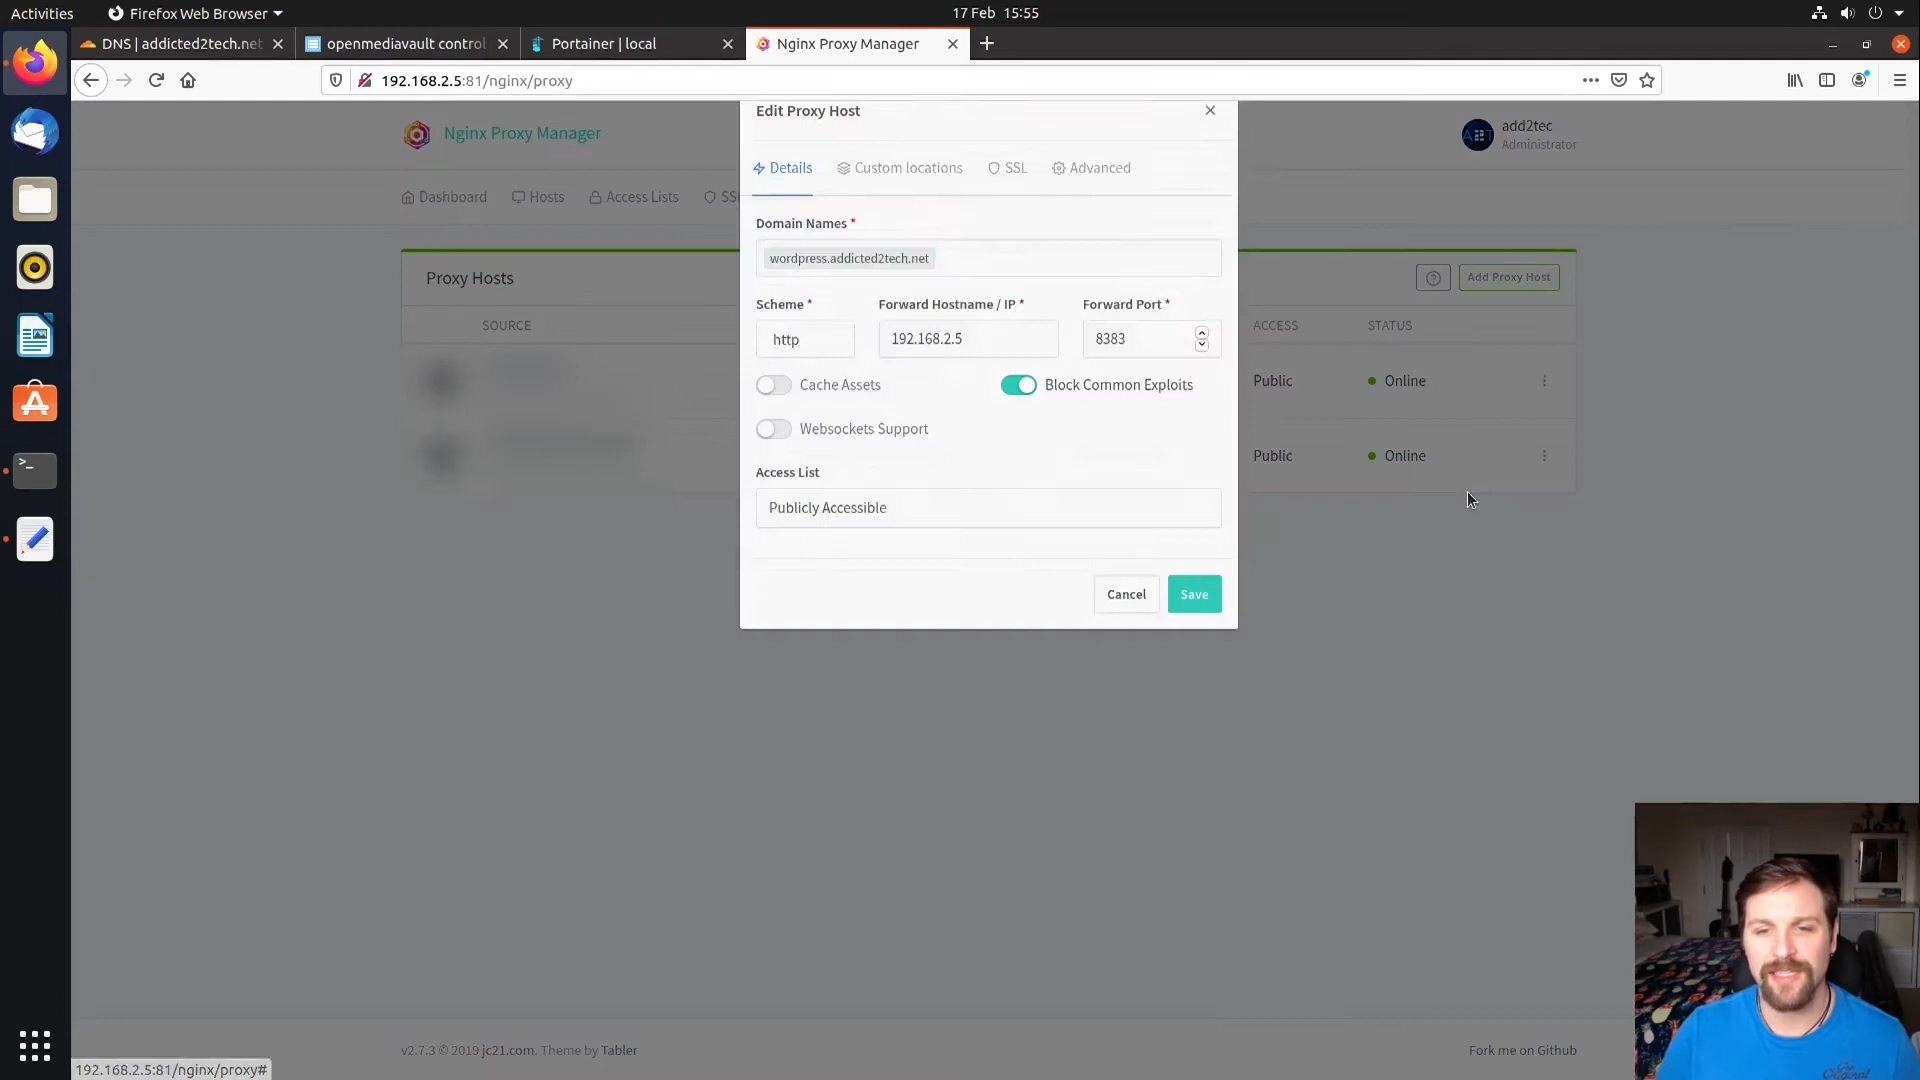 Activities
Firefox Web Browser
17 Feb 15:55
DNS | addicted2tech.net
openmediavault control
Portainer | local
Nginx Proxy Manager
192.168.2.5:81/nginx/proxy
Edit Proxy Host
Nginx Proxy Manager
add2tec
Administrator
Details
Custom locations
SSL
Advanced
Dashboard
Hosts
Access Lists
Domain Names *
wordpress.addicted2tech.net
Proxy Hosts
Add Proxy Host
Scheme *
Forward Hostname / IP *
Forward Port *
SOURCE
ACCESS
STATUS
http
192.168.2.5
8383
Public
Online
Cache Assets
Block Common Exploits
Websockets Support
Public
Online
Access List
Publicly Accessible
Cancel
Save
v2.7.3 © 2019 jc21.com. Theme by Tabler
Fork me on Github
192.168.2.5:81/nginx/proxy#